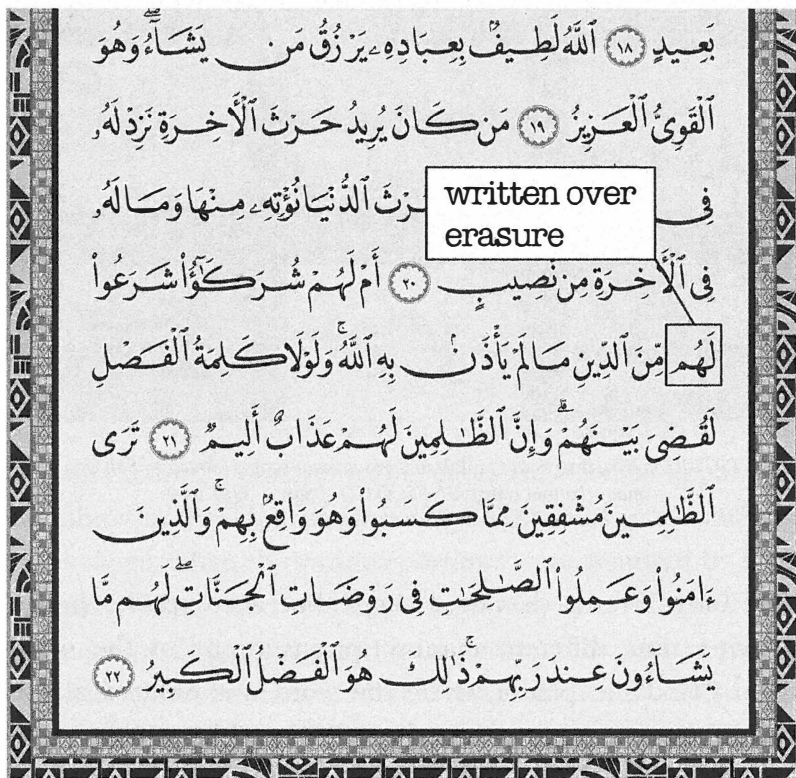 بَعِيدٍ ١٨ ٱللَّهُ لَطِيفٌۢ بِعِبَادِهِۦ يَرْزُقُ مَن يَشَآءُۖ وَهُوَ
ٱلْقَوِىُّ ٱلْعَزِيزُ ١٩ مَن كَانَ يُرِيدُ حَرْثَ ٱلْأَخِرَةِ نَزِدْ لَهُۥ
فِى رْثَ ٱلدُّنْيَا نُؤْتِهِۦ مِنْهَا وَمَا لَهُۥ
written over
erasure
فِى ٱلْأَخِرَةِ مِن نَّصِيبٍ ٢٠ أَمْ لَهُمْ شُرَكَٰٓؤُا۟ شَرَعُوا۟
لَهُم مِّنَ ٱلدِّينِ مَا لَمْ يَأْذَنۢ بِهِ ٱللَّهُۚ وَلَوْلَا كَلِمَةُ ٱلْفَصْلِ
لَقُضِىَ بَيْنَهُمْۗ وَإِنَّ ٱلظَّٰلِمِينَ لَهُمْ عَذَابٌ أَلِيمٌ ٢١ تَرَى
ٱلظَّٰلِمِينَ مُشْفِقِينَ مِمَّا كَسَبُوا۟ وَهُوَ وَاقِعٌۢ بِهِمْۗ وَٱلَّذِينَ
ءَامَنُوا۟ وَعَمِلُوا۟ ٱلصَّٰلِحَٰتِ فِى رَوْضَاتِ ٱلْجَنَّاتِۖ لَهُم مَّا
يَشَآءُونَ عِندَ رَبِّهِمْۚ ذَٰلِكَ هُوَ ٱلْفَضْلُ ٱلْكَبِيرُ ٢٢